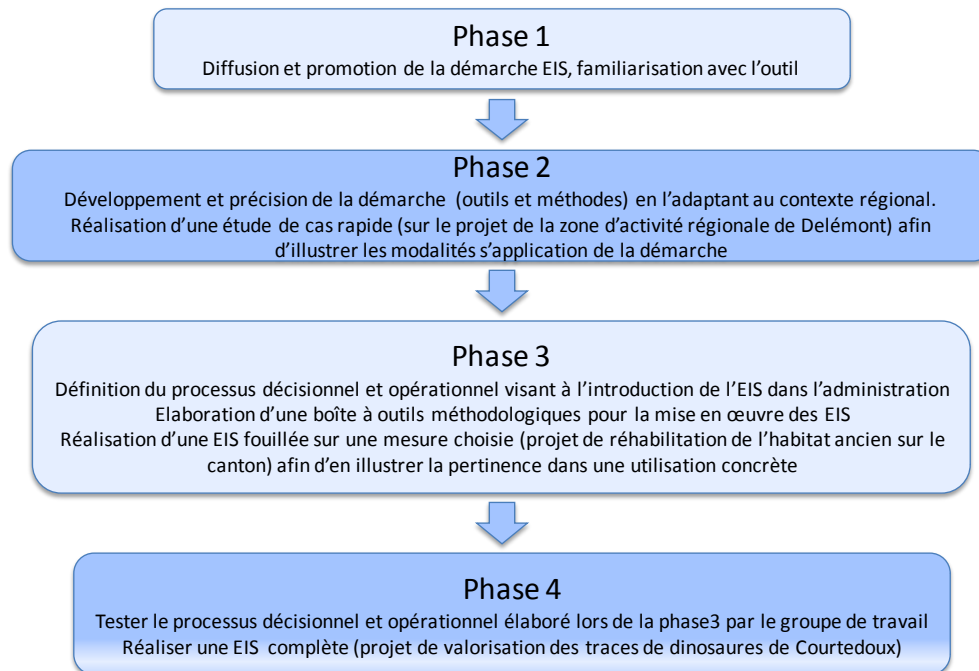 Phase 1
Diffusion et promotion de la démarche EIS, familiarisation avec l'outil
Phase 2
Développement et précision de la démarche (outils et méthodes) en l'adaptant au contexte régional.
Réalisation d'une étude de cas rapide (sur le projet de la zone d'activité régionale de Delémont) afin
d'illustrer les modalités s'application de la démarche
Phase 3
Définition du processus décisionnel et opérationnel visant à l'introduction de l'EIS dans l'administration
Elaboration d'une boîte à outils méthodologiques pour la mise en œuvre des EIS
Réalisation d'une EIS fouillée sur une mesure choisie (projet de réhabilitation de l'habitat ancien sur le
canton) afin d'en illustrer la pertinence dans une utilisation concrète
Phase 4
Tester le processus décisionnel et opérationnel élaboré lors de la phase3 par le groupe de travail
Réaliser une EIS complète (projet de valorisation des traces de dinosaures de Courtedoux)